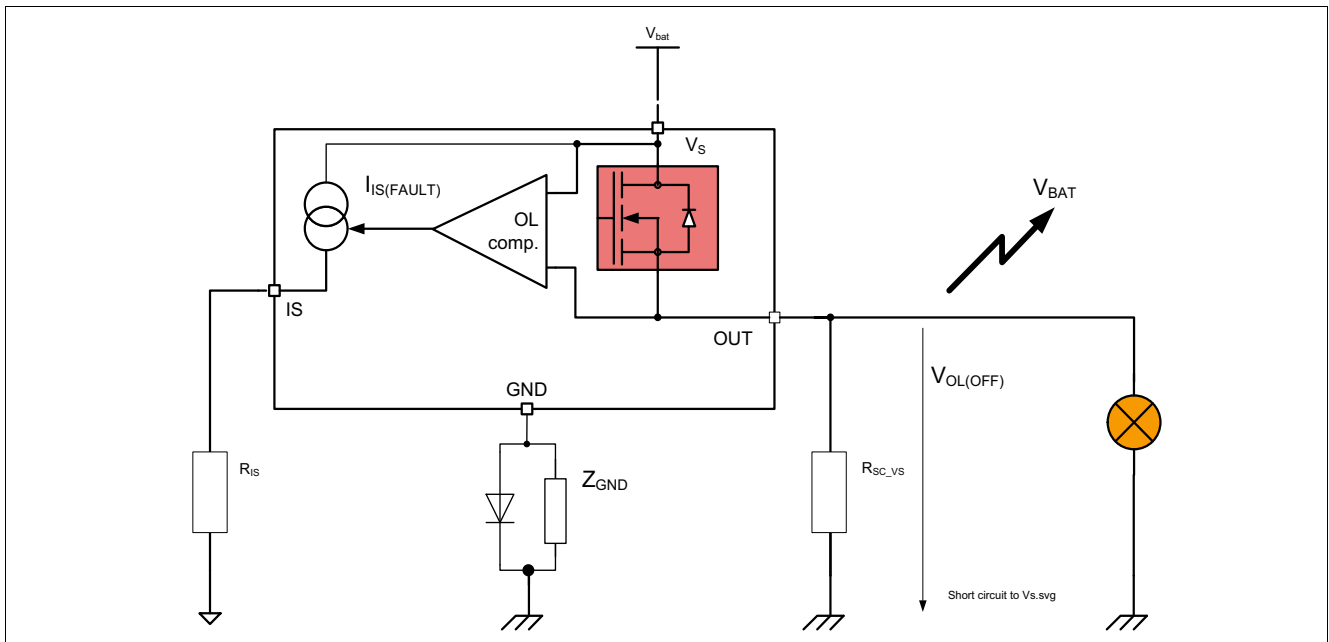 Vbat
VS
IIS(FAULT)
OL
comp.
VBAT
IS
OUT
GND
VOL(OFF)
RIS
ZGND
RSC_VS
Short circuit to Vs.svg